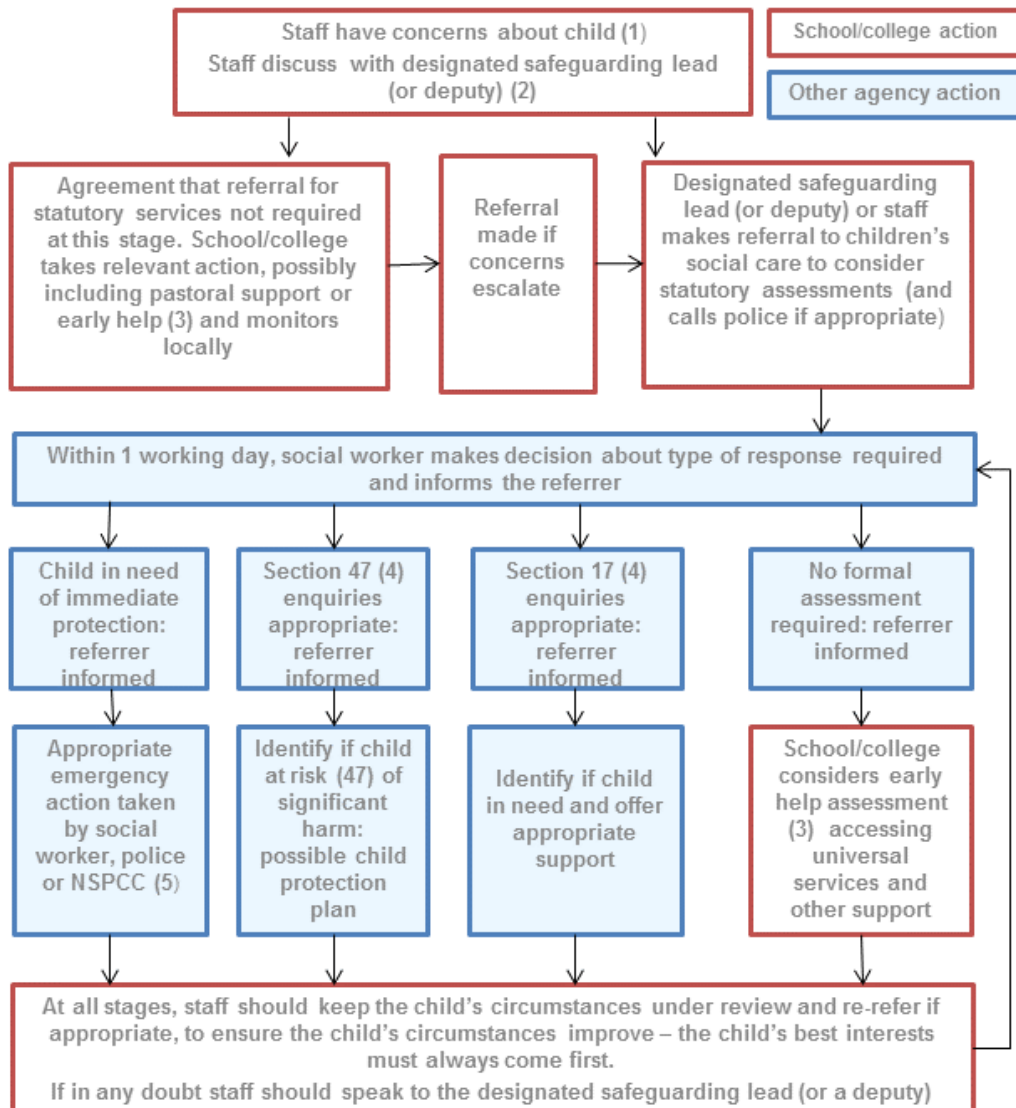 Staff have concerns about child (1)
Staff discuss with designated safeguarding lead
(or deputy) (2)
School/college action
Other agency action
Agreement that referral for
statutory services not required
at this stage. School/college
takes relevant action, possibly
including pastoral support or
early help (3) and monitors
locally
Referral
made if
concerns
escalate
Designated safeguarding
lead (or deputy) or staff
makes referral to children's
social care to consider
statutory assessments (and
calls police if appropriate)
Within 1 working day, social worker makes decision about type of response required
and informs the referrer
Child in need
of immediate
protection:
referrer
informed
Section 47 (4)
enquiries
appropriate:
referrer
informed
Section 17 (4)
enquiries
appropriate:
referrer
informed
No formal
assessment
required: referrer
informed
Appropriate
emergency
action taken
by social
worker, police
or NSPCC (5)
Identify if child
at risk (47) of
significant
harm:
possible child
protection
plan
Identify if child
in need and offer
appropriate
support
School/college
considers early
help assessment
(3) accessing
universal
services and
other support
At all stages, staff should keep the child's circumstances under review and re-refer if
appropriate, to ensure the child's circumstances improve – the child's best interests
must always come first.
If in any doubt staff should speak to the designated safeguarding lead (or a deputy)